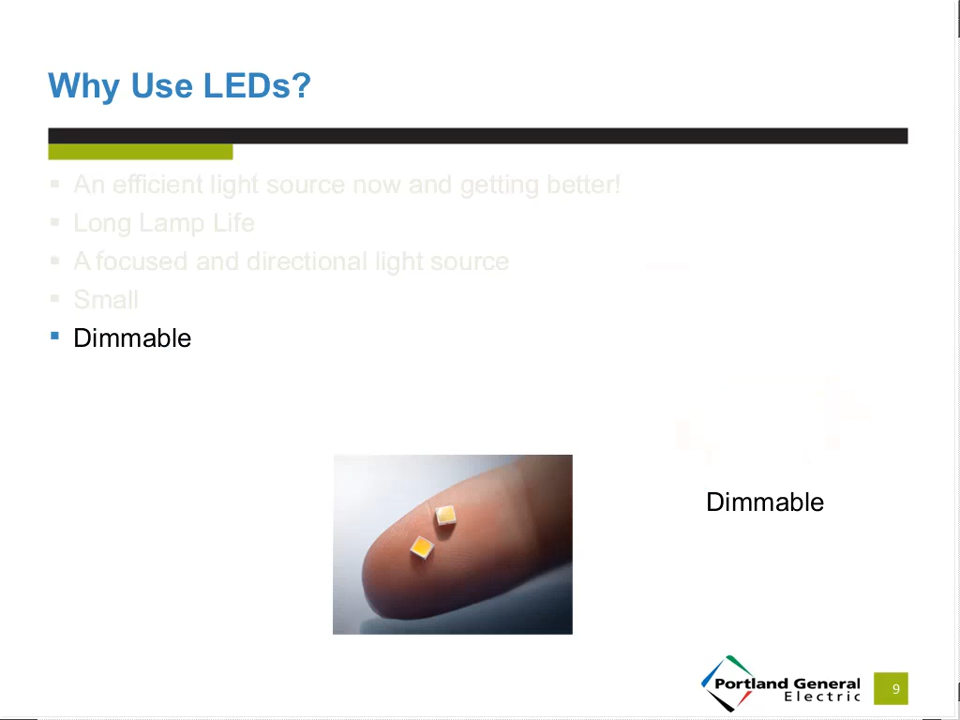 Why Use LEDs?
▪ An efficient light source now and getting better!
▪ Long Lamp Life
▪ A focused and directional light source
▪ Small
▪ Dimmable
Dimmable
Portland General
Electric
9